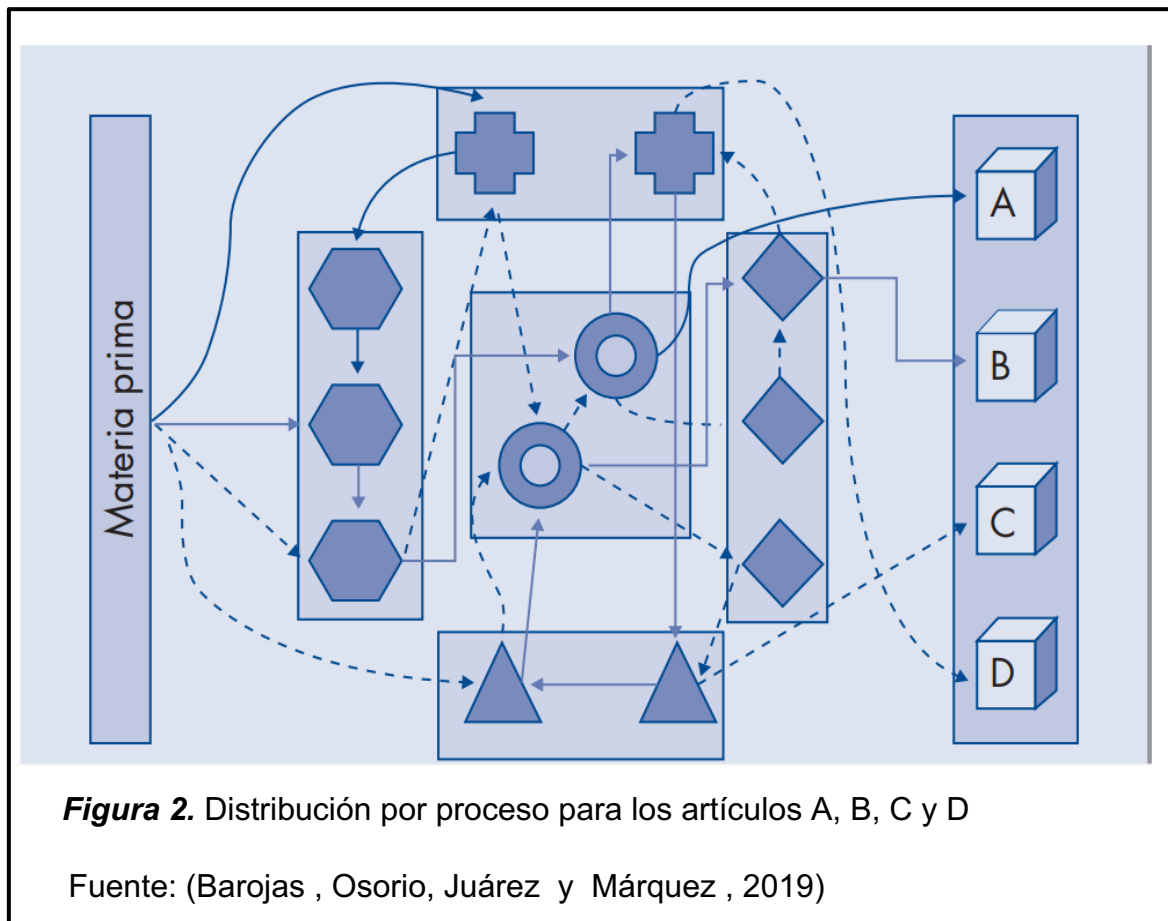 Materia prima
A
B
C
D
Figura 2. Distribución por proceso para los artículos A, B, C y D
Fuente: (Barojas , Osorio, Juárez y Márquez , 2019)